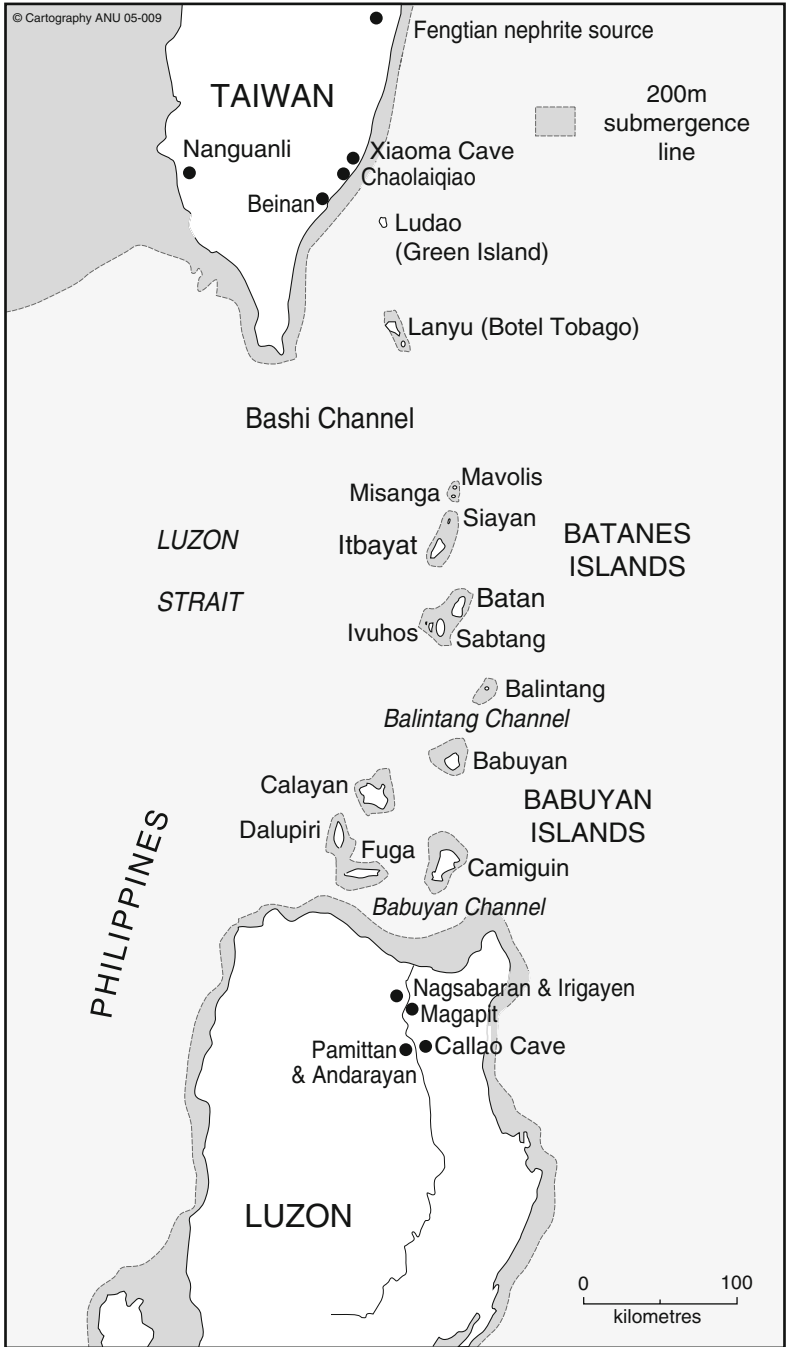 © Cartography ANU 05-009
Fengtian nephrite source
TAIWAN
200m
submergence
line
Nanguanli
Xiaoma Cave
Chaolaiqiao
Beinan
Ludao
(Green Island)
Lanyu (Botel Tobago)
Bashi Channel
Mavolis
Misanga
Siayan
LUZON
Itbayat
BATANES
ISLANDS
STRAIT
Batan
Ivuhos
Sabtang
Balintang
Balintang Channel
Babuyan
Calayan
BABUYAN
ISLANDS
Dalupiri
Fuga
Camiguin
PHILIPPINES
Babuyan Channel
Nagsabaran & Irigayen
Magapit
Pamittan
& Andarayan
Callao Cave
LUZON
0 100
kilometres